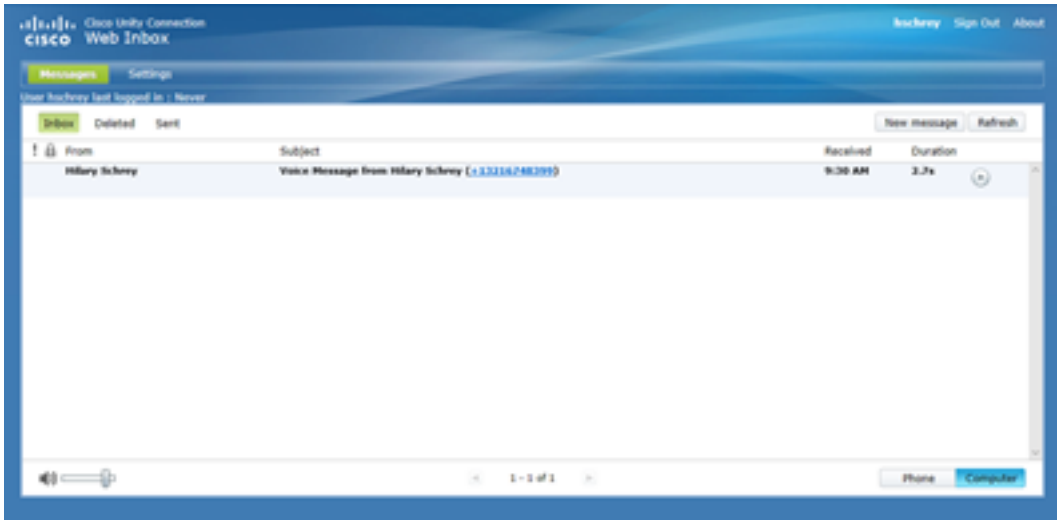 Cisco Unity Connection
CISCO Web Inbox
hschrey Sign Out About
Messages Settings
User hschrey last logged in : Never
Inbox Deleted Sent New message Refresh
! From Subject Received Duration
Hilary Schrey Voice Message from Hilary Schrey () 9:30 AM
1 - 1 of 1
Phone Computer